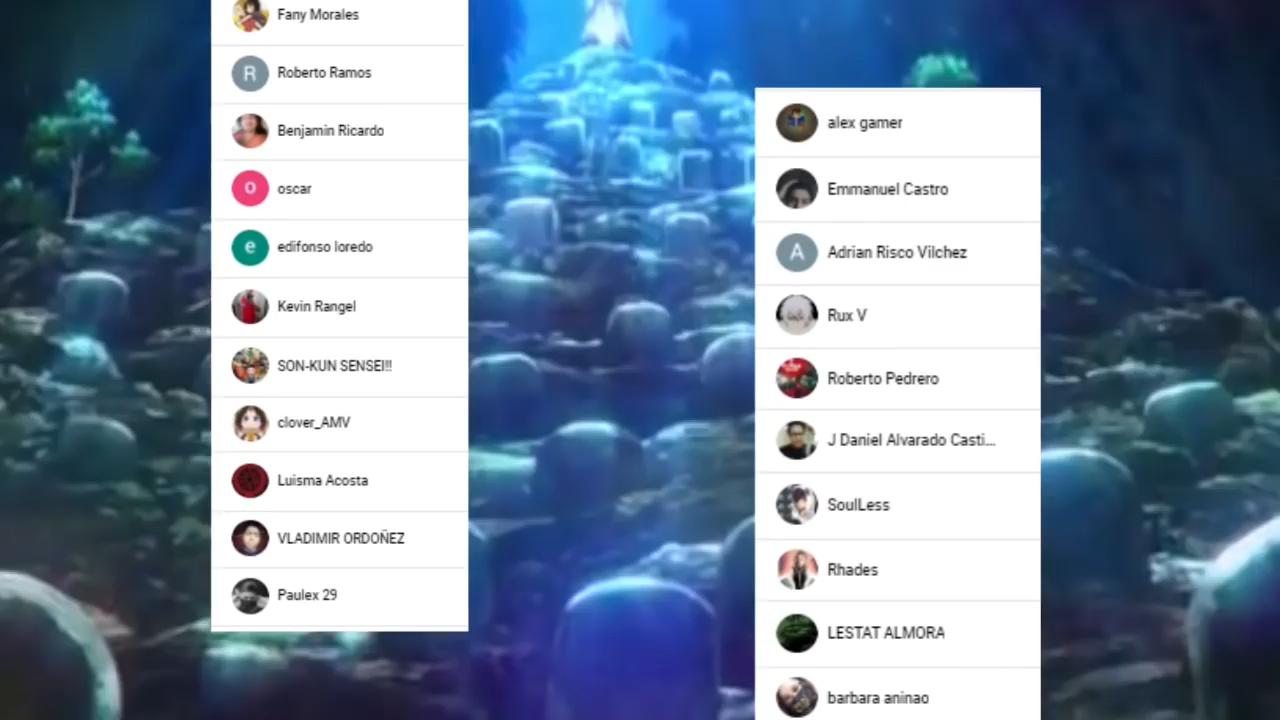 Fany Morales
R
Roberto Ramos
Benjamin Ricardo
o
oscar
e
edifonso loredo
Kevin Rangel
SON-KUN SENSEI!!
clover_AMV
Luisma Acosta
VLADIMIR ORDOÑEZ
Paulex 29
alex gamer
Emmanuel Castro
A
Adrian Risco Vilchez
Rux V
Roberto Pedrero
J Daniel Alvarado Casti...
SoulLess
Rhades
LESTAT ALMORA
barbara aninao